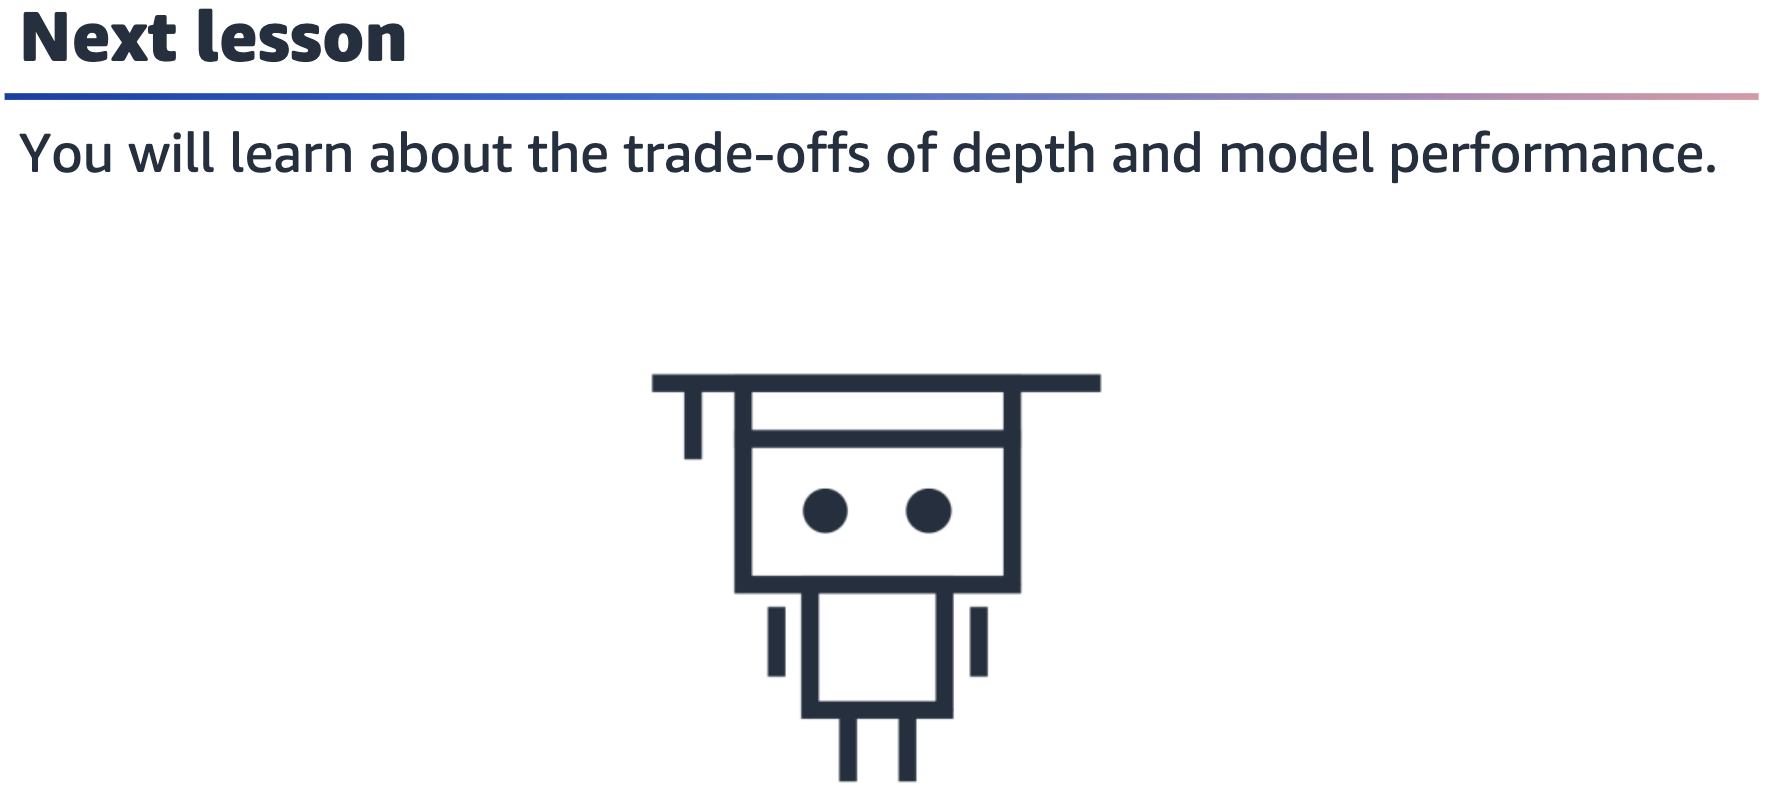 Next lesson
You will learn about the trade-offs of depth and model performance.